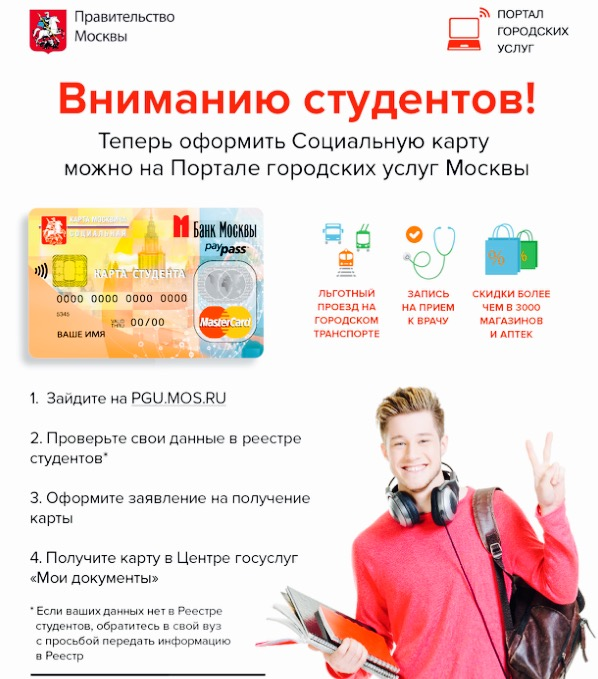 Правительство
Москвы
ПОРТАЛ
ГОРОДСКИХ
УСЛУГ
Вниманию студентов!
Теперь оформить Социальную карту
можно на Портале городских услуг Москвы
КАРТА МОСКВИЧА
СОЦИАЛЬНАЯ
Банк Москвы
paypass
КАРТА СТУДЕНТА
0000 0000 0000 0000
5345
VALID THRU 00/00
ВАШЕ ИМЯ
MasterCard
ЛЬГОТНЫЙ
ПРОЕЗД НА
ГОРОДСКОМ
ТРАНСПОРТЕ
ЗАПИСЬ
НА ПРИЕМ
К ВРАЧУ
%
%
СКИДКИ БОЛЕЕ
ЧЕМ В 3000
МАГАЗИНОВ
И АПТЕК
1. Зайдите на PGU.MOS.RU
2. Проверьте свои данные в реестре
студентов*
3. Оформите заявление на получение
карты
4. Получите карту в Центре госуслуг
«Мои документы»
* Если ваших данных нет в Реестре
студентов, обратитесь в свой вуз
с просьбой передать информацию
в Реестр